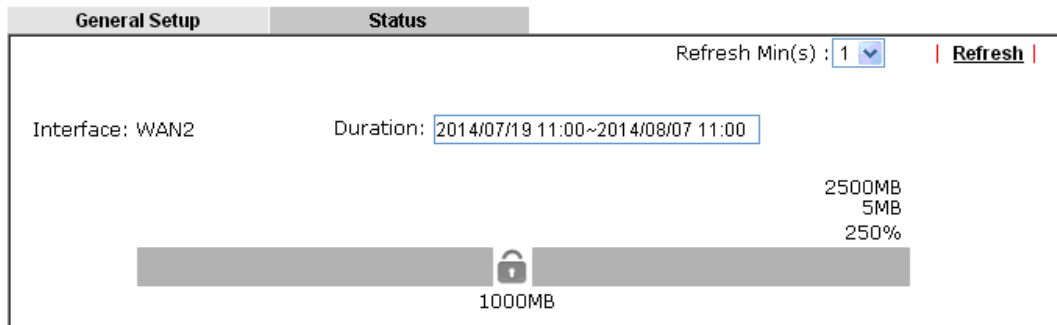 General Setup Status
Refresh Min(s) : 1 | Refresh |
Interface: WAN2 Duration: 2014/07/19 11:00~2014/08/07 11:00
2500MB
5MB
250%
1000MB